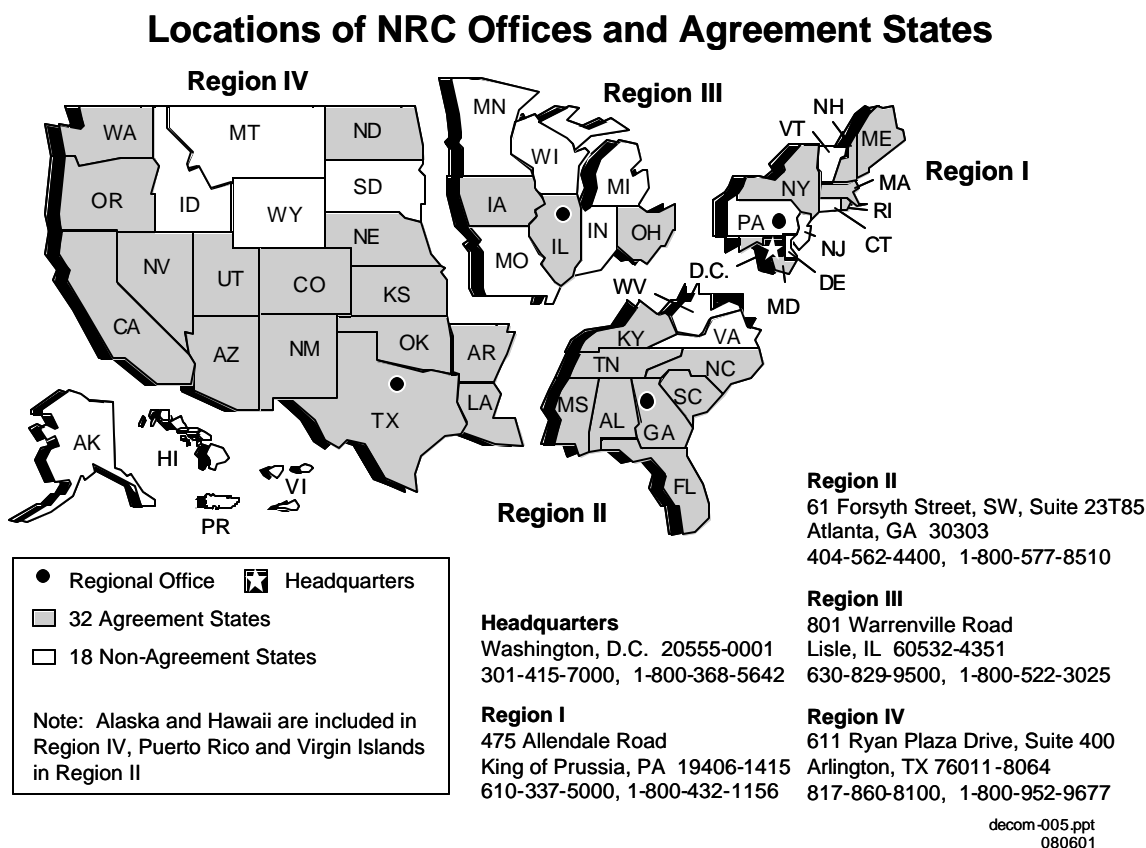 Locations of NRC Offices and Agreement States
Region IV
Region III
Region I
WA
MT
ND
OR
ID
WY
SD
NE
NV
UT
CO
KS
CA
AZ
NM
OK
AR
TX
LA
AK
HI
VI
PR
MN
WI
MI
IA
IL
IN
OH
MO
NH
VT
ME
NY
MA
RI
CT
PA
NJ
DE
D.C.
MD
WV
VA
KY
TN
NC
SC
MS
AL
GA
FL
Region II
Regional Office
Headquarters
32 Agreement States
18 Non-Agreement States
Note: Alaska and Hawaii are included in
Region IV, Puerto Rico and Virgin Islands
in Region II
Headquarters
Washington, D.C. 20555-0001
301-415-7000, 1-800-368-5642
Region I
475 Allendale Road
King of Prussia, PA 19406-1415
610-337-5000, 1-800-432-1156
Region II
61 Forsyth Street, SW, Suite 23T85
Atlanta, GA 30303
404-562-4400, 1-800-577-8510
Region III
801 Warrenville Road
Lisle, IL 60532-4351
630-829-9500, 1-800-522-3025
Region IV
611 Ryan Plaza Drive, Suite 400
Arlington, TX 76011-8064
817-860-8100, 1-800-952-9677
decom-005.ppt
080601